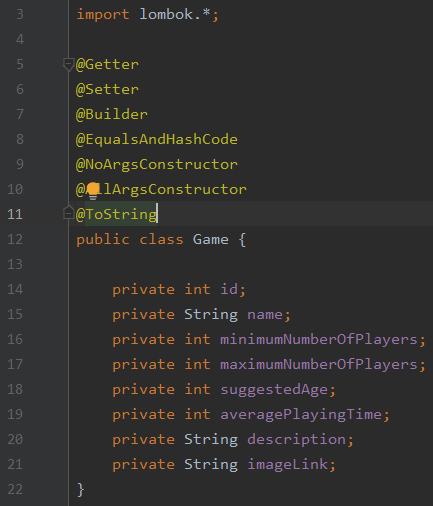 3 import lombok.*;
4
5 @Getter
6 @Setter
7 @Builder
8 @EqualsAndHashCode
9 @NoArgsConstructor
10 @AllArgsConstructor
11 @ToString
12 public class Game {
13
14 private int id;
15 private String name;
16 private int minimumNumberOfPlayers;
17 private int maximumNumberOfPlayers;
18 private int suggestedAge;
19 private int averagePlayingTime;
20 private String description;
21 private String imageLink;
22 }